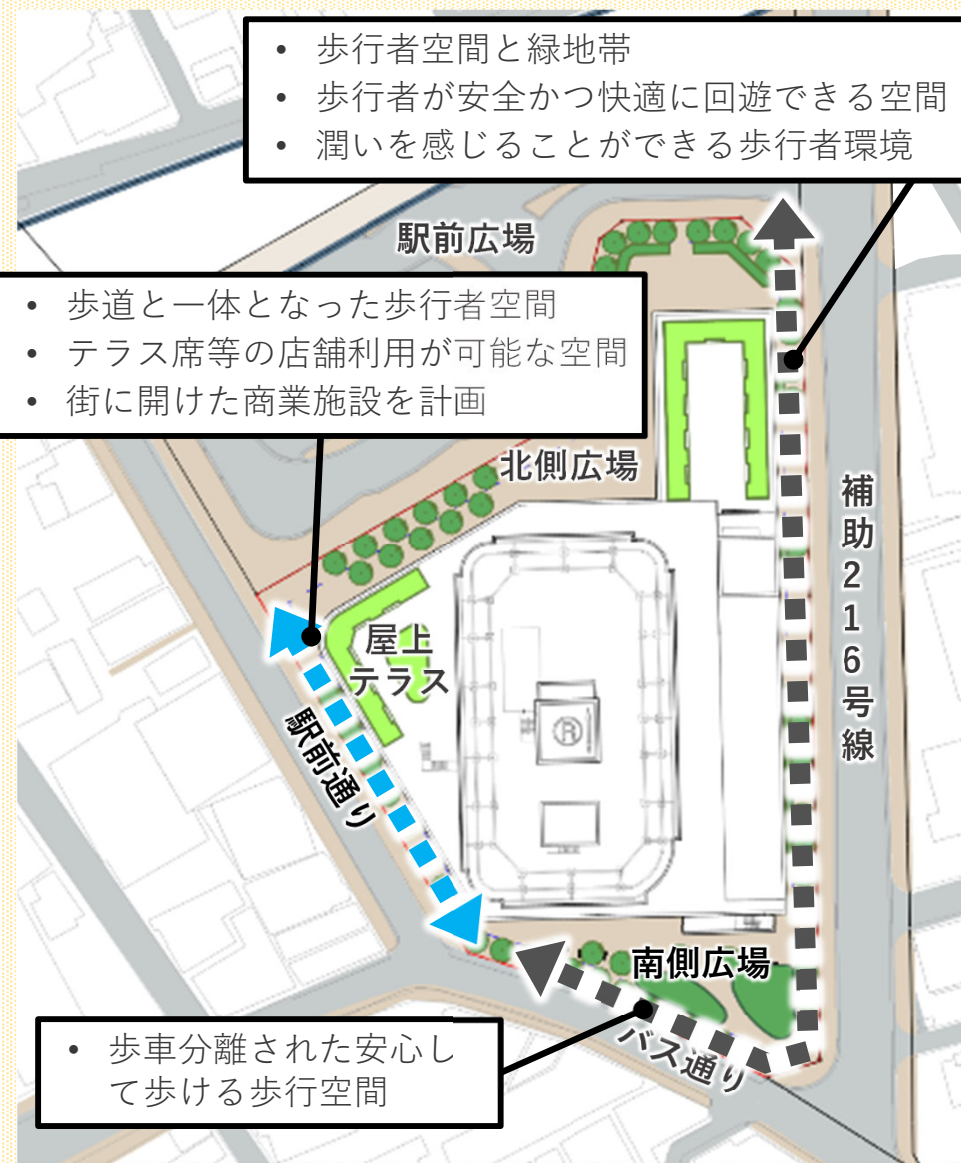 • 歩行者空間と緑地帯
• 歩行者が安全かつ快適に回遊できる空間
• 潤いを感じることができる歩行者環境
駅前広場
• 歩道と一体となった歩行者空間
• テラス席等の店舗利用が可能な空間
• 街に開けた商業施設を計画
北側広場
補助216号線
屋上
テラス
駅前通り
R
南側広場
バス通り
• 歩車分離された安心し
て歩ける歩行空間